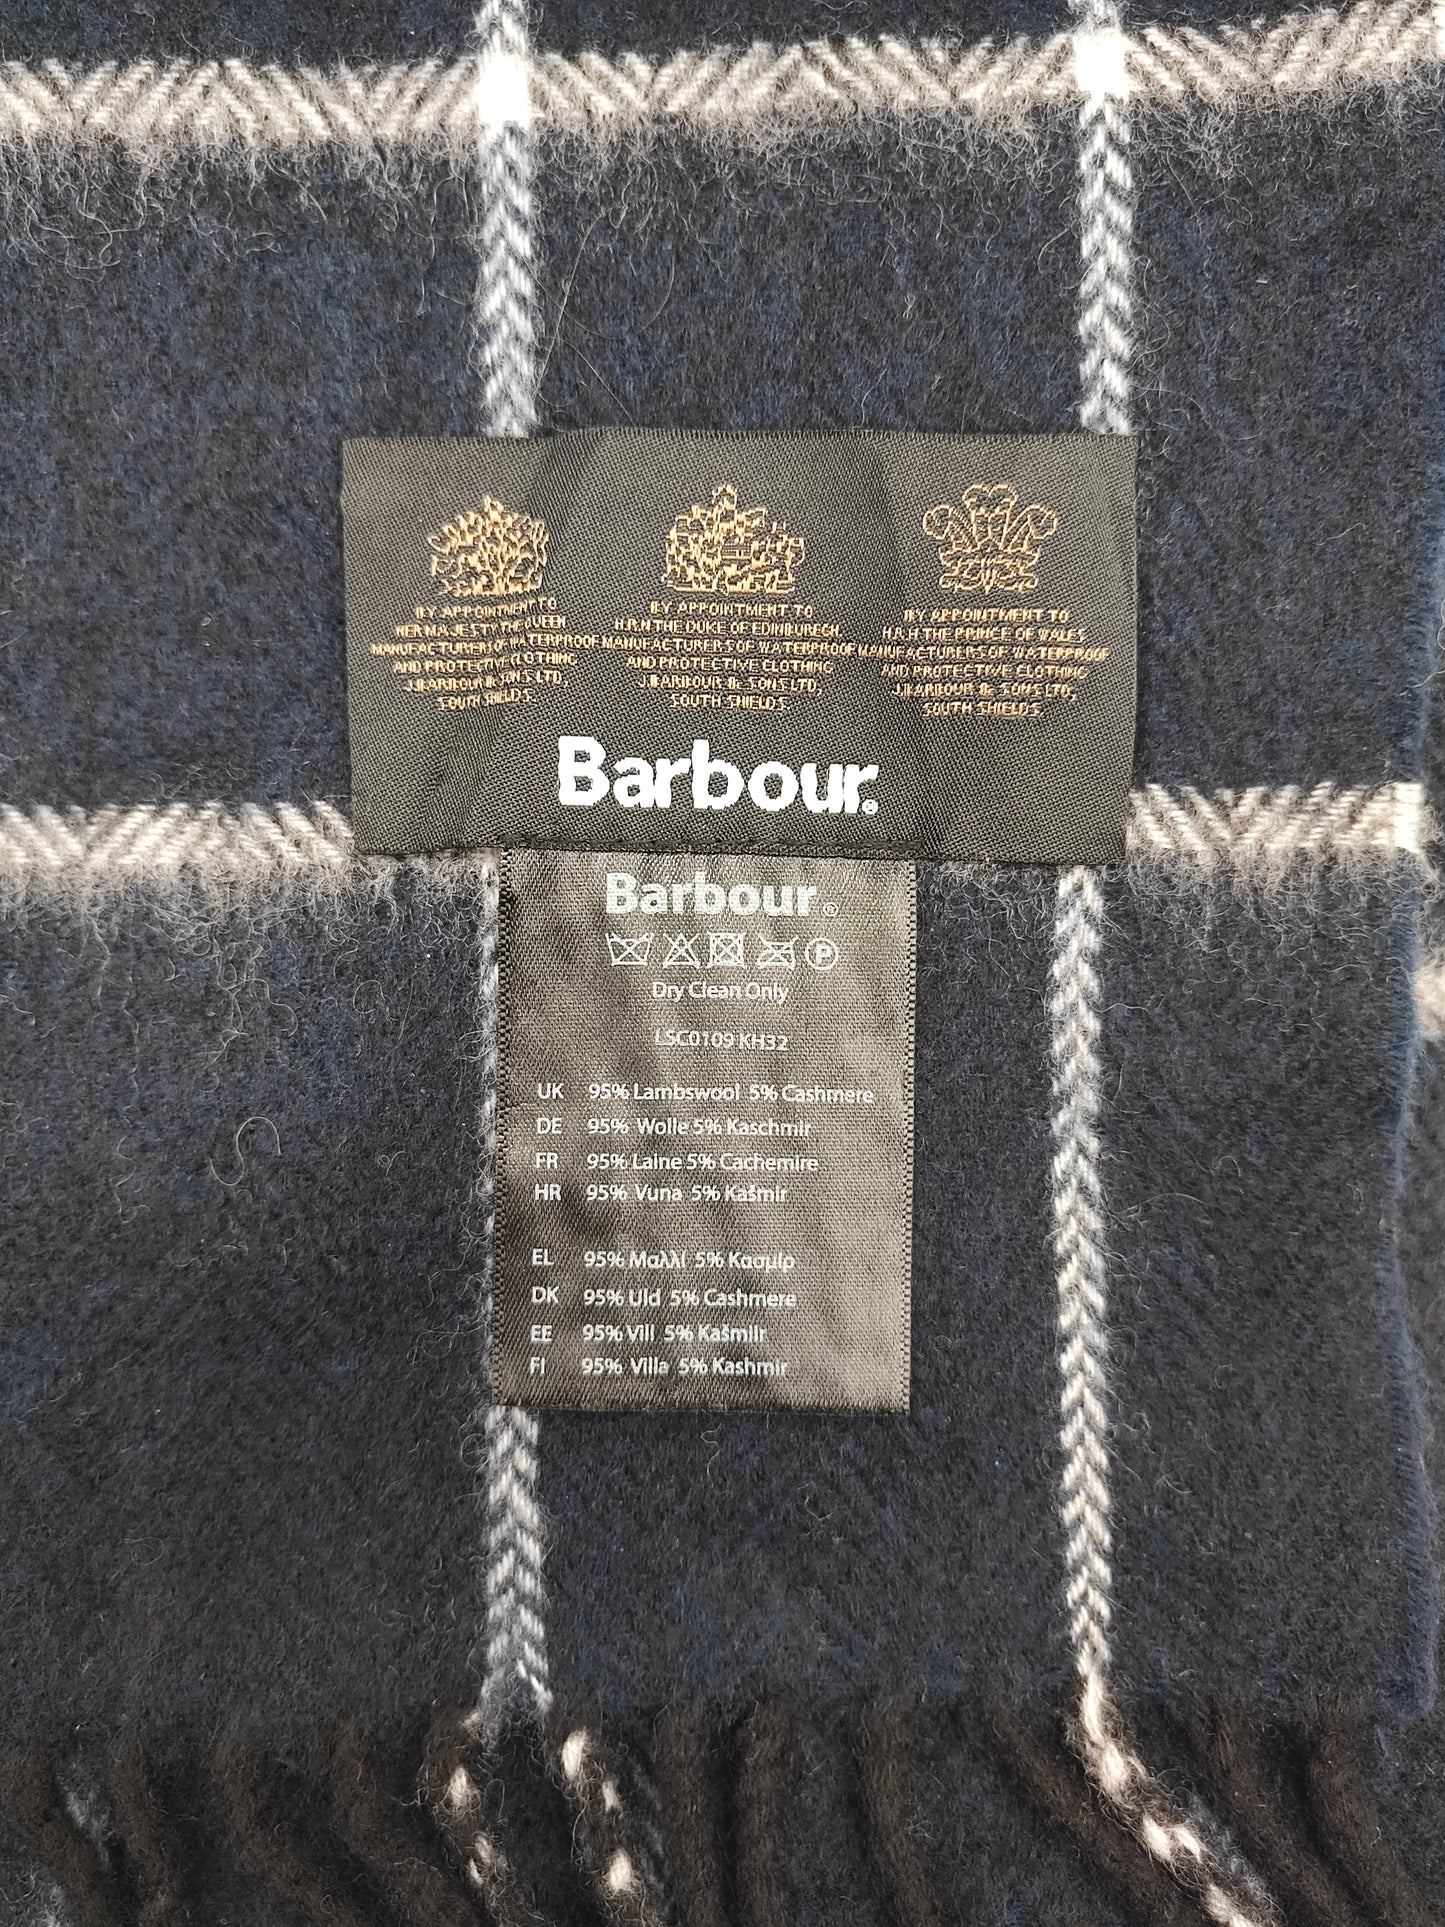 BY APPOINTMENT TO
HER MAJESTY THE QUEEN
MANUFACTURERS OF WATERPROOF
AND PROTECTIVE CLOTHING
J.BARBOUR & SONS LTD,
SOUTH SHIELDS.
BY APPOINTMENT TO
H.R.H THE DUKE OF EDINBURGH
MANUFACTURERS OF WATERPROOF
AND PROTECTIVE CLOTHING
J.BARBOUR & SONS LTD,
SOUTH SHIELDS
BY APPOINTMENT TO
H.R.H THE PRINCE OF WALES
MANUFACTURERS OF WATERPROOF
AND PROTECTIVE CLOTHING
J.BARBOUR & SONS LTD,
SOUTH SHIELDS
Barbour®
Barbour®
P
Dry Clean Only
LSC0109 KH32
UK 95% Lambswool 5% Cashmere
DE 95% Wolle 5% Kaschmir
FR 95% Laine 5% Cachemire
HR 95% Vuna 5% Kašmir
EL 95% Μαλλί 5% Κασμίρ
DK 95% Uld 5% Cashmere
EE 95% Vill 5% Kašmiir
FI 95% Villa 5% Kashmir